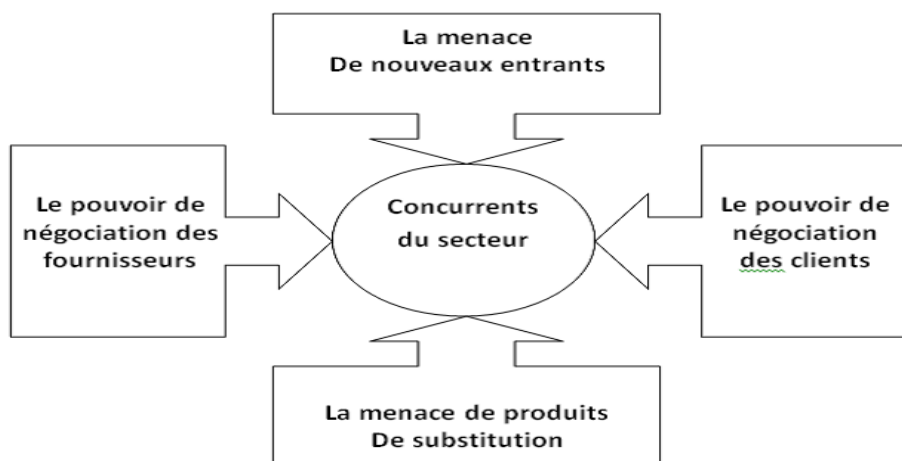 La menace
De nouveaux entrants
Le pouvoir de
négociation des
fournisseurs
Concurrents
du secteur
Le pouvoir de
négociation
des clients
La menace de produits
De substitution